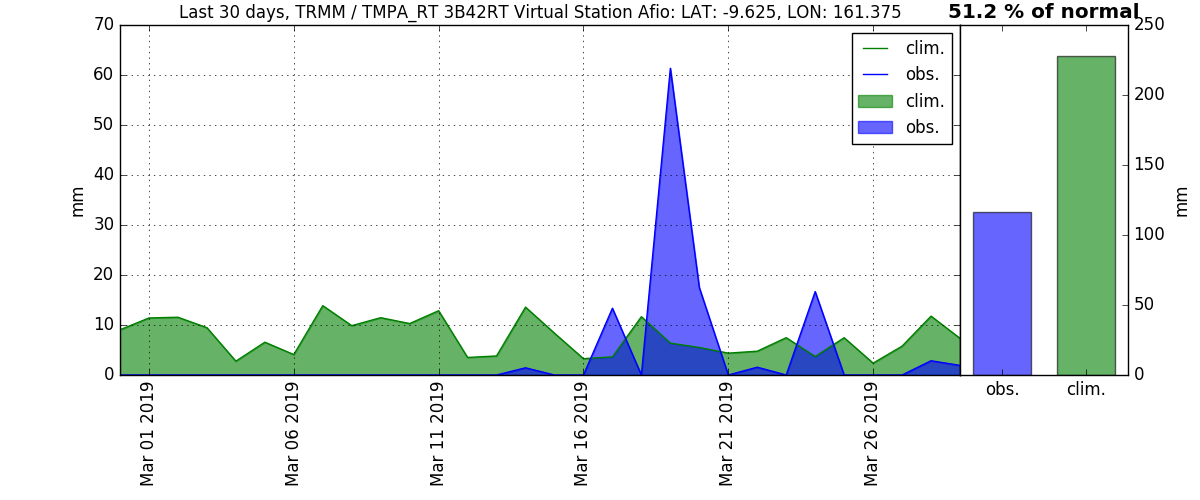 Last 30 days, TRMM / TMPA_RT 3B42RT Virtual Station Afio: LAT: -9.625, LON: 161.375
51.2 % of normal
70
60
50
40
30
20
10
0
mm
clim.
obs.
clim.
obs.
Mar 01 2019
Mar 06 2019
Mar 11 2019
Mar 16 2019
Mar 21 2019
Mar 26 2019
250
200
150
100
50
0
mm
obs.
clim.